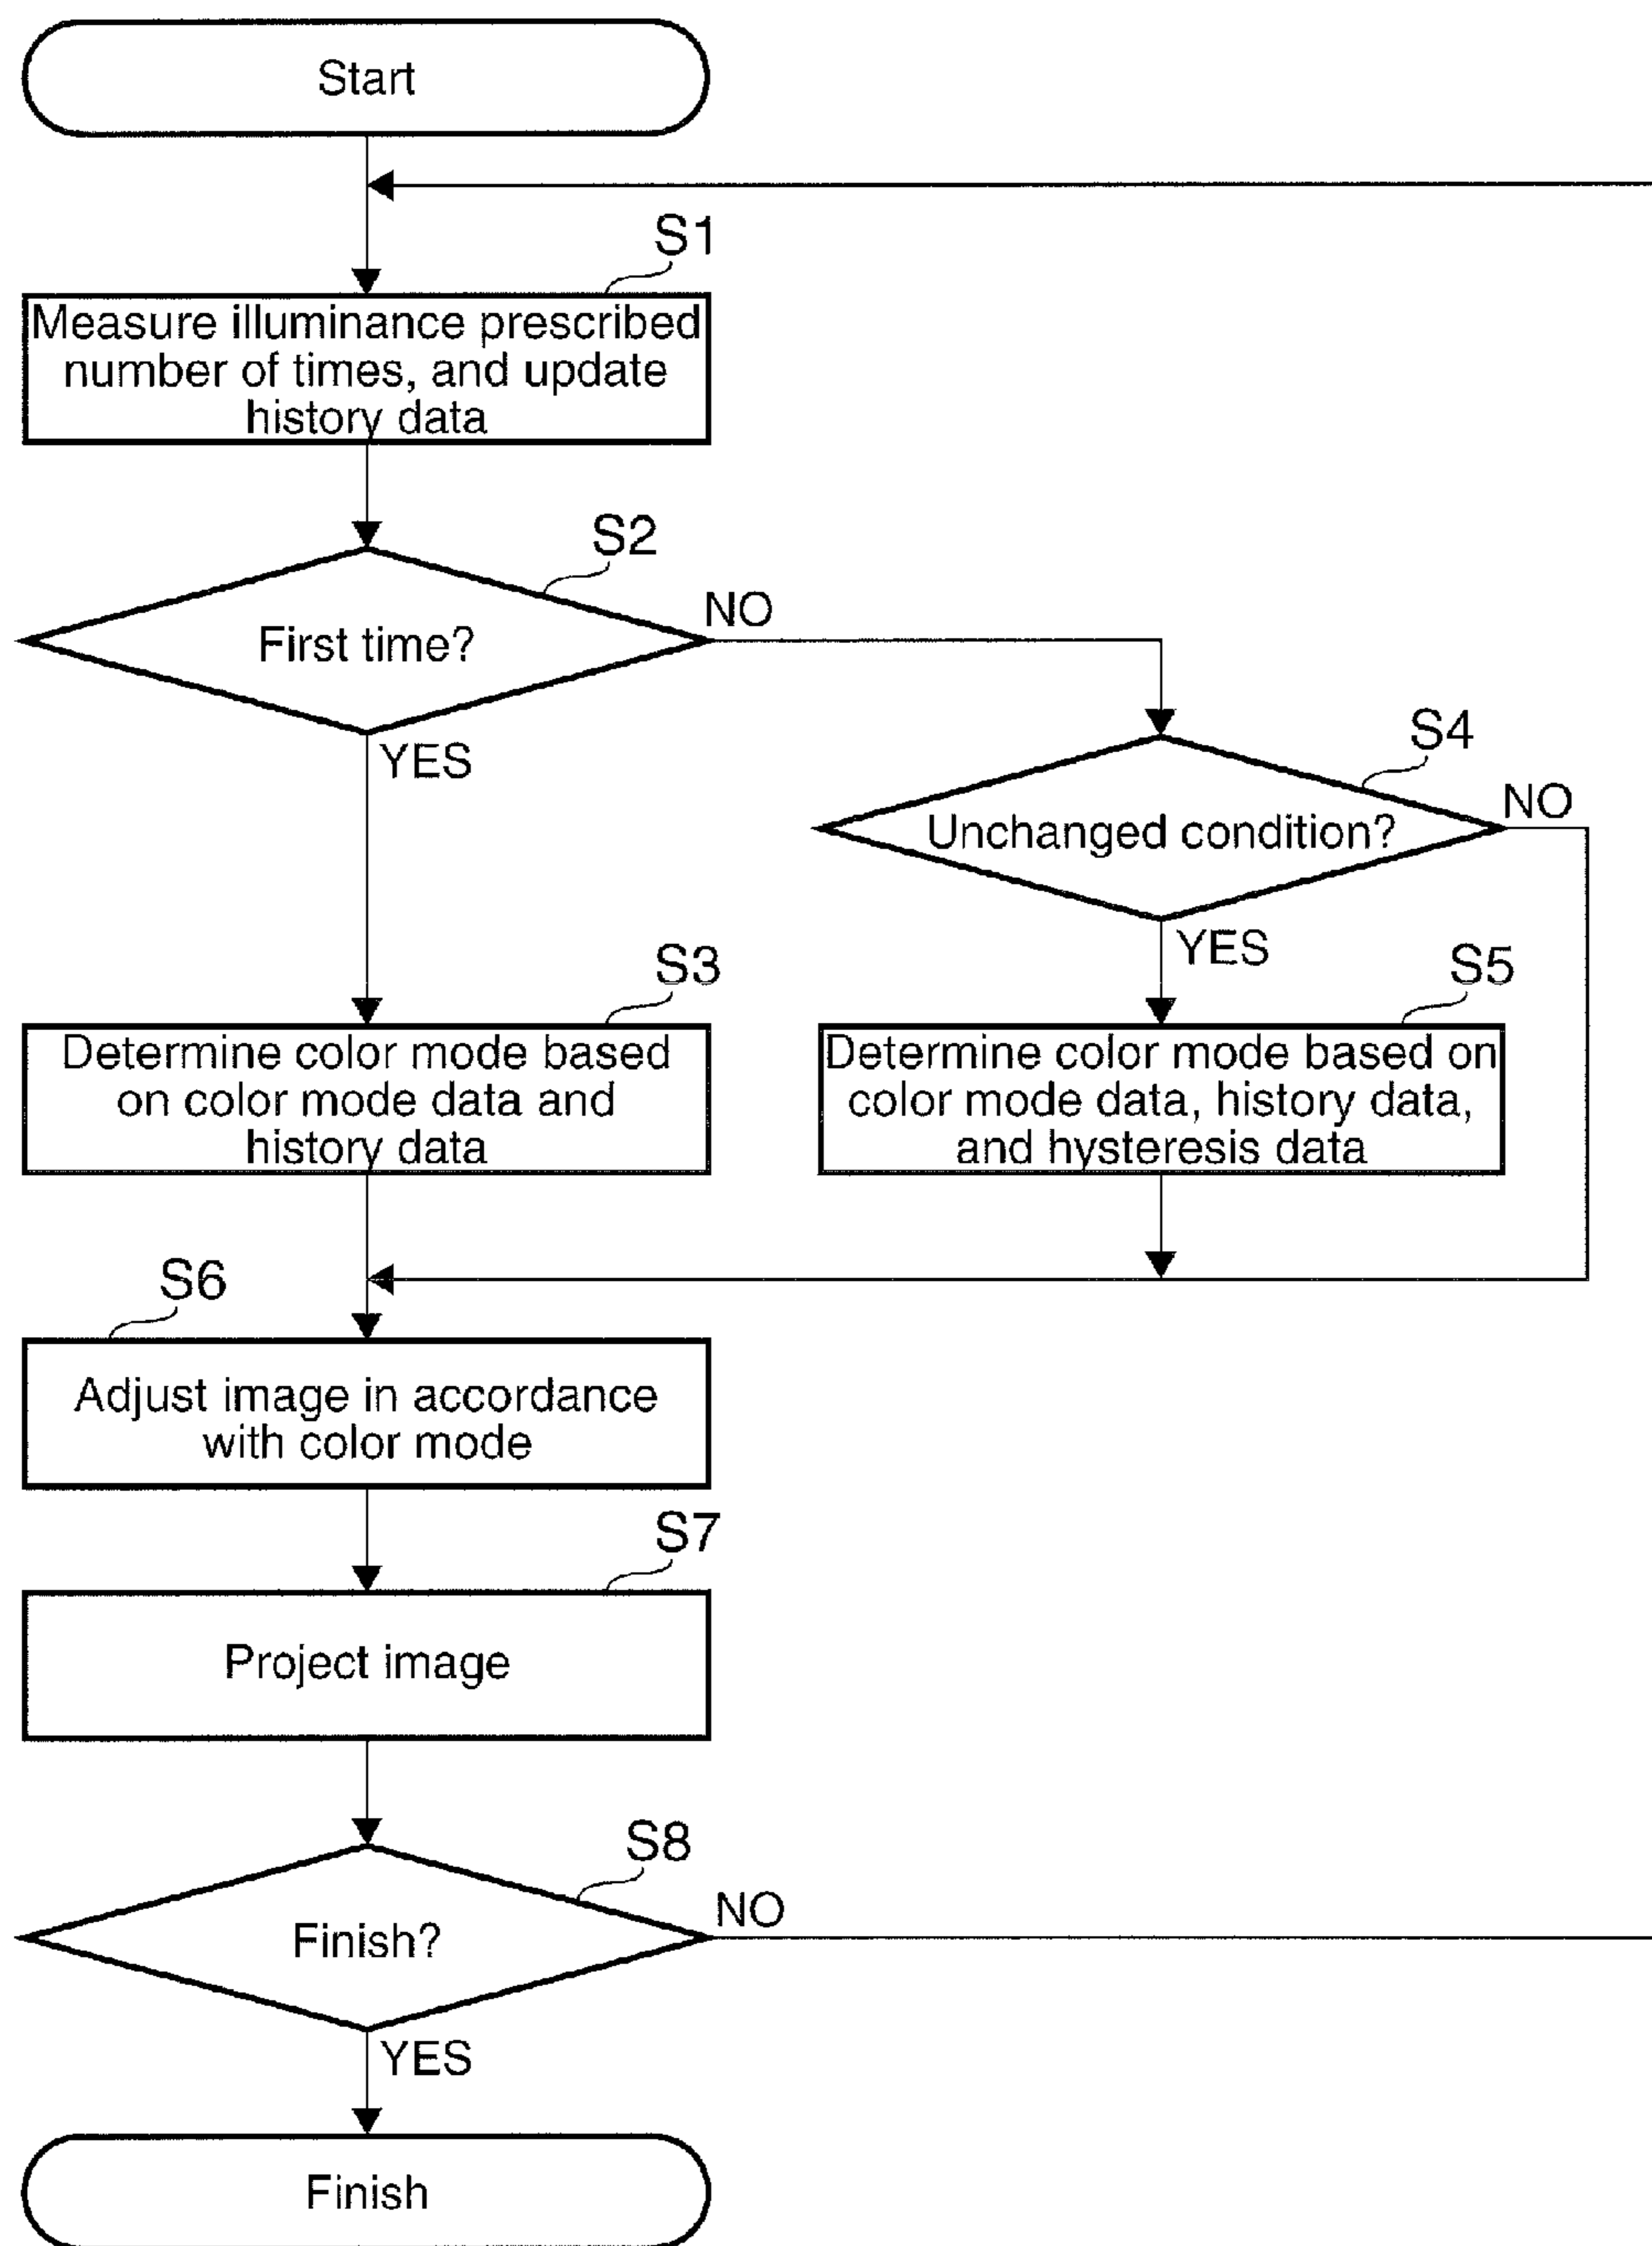 Start
S1
Measure illuminance prescribed
number of times, and update
history data
S2
First time?
NO
YES
S4
Unchanged condition?
NO
YES
S3
Determine color mode based
on color mode data and
history data
S5
Determine color mode based on
color mode data, history data,
and hysteresis data
S6
Adjust image in accordance
with color mode
S7
Project image
S8
Finish?
NO
YES
Finish